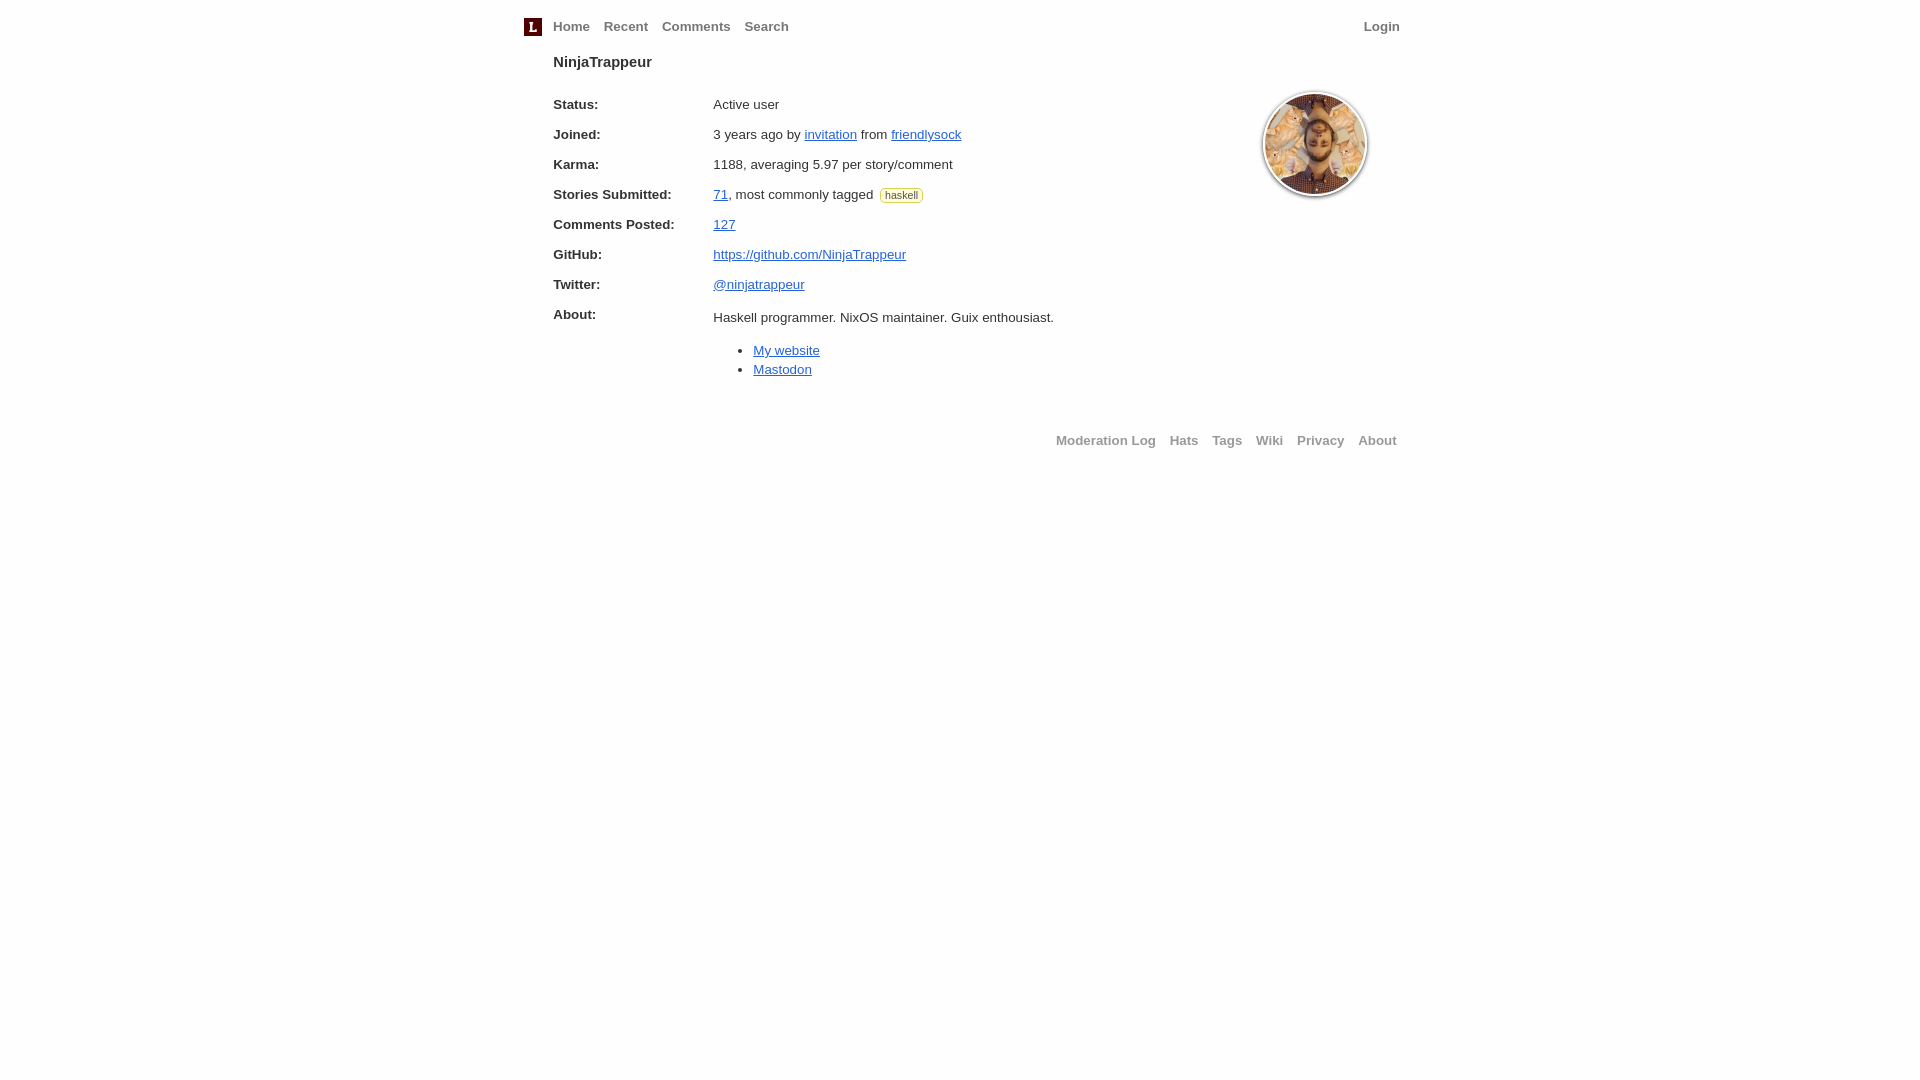 L Home Recent Comments Search Login
NinjaTrappeur
Status: Active user
Joined: 3 years ago by invitation from friendlysock
Karma: 1188, averaging 5.97 per story/comment
Stories Submitted: 71, most commonly tagged haskell
Comments Posted: 127
GitHub: https://github.com/NinjaTrappeur
Twitter: @ninjatrappeur
About: Haskell programmer. NixOS maintainer. Guix enthousiast.
• My website
• Mastodon
Moderation Log Hats Tags Wiki Privacy About